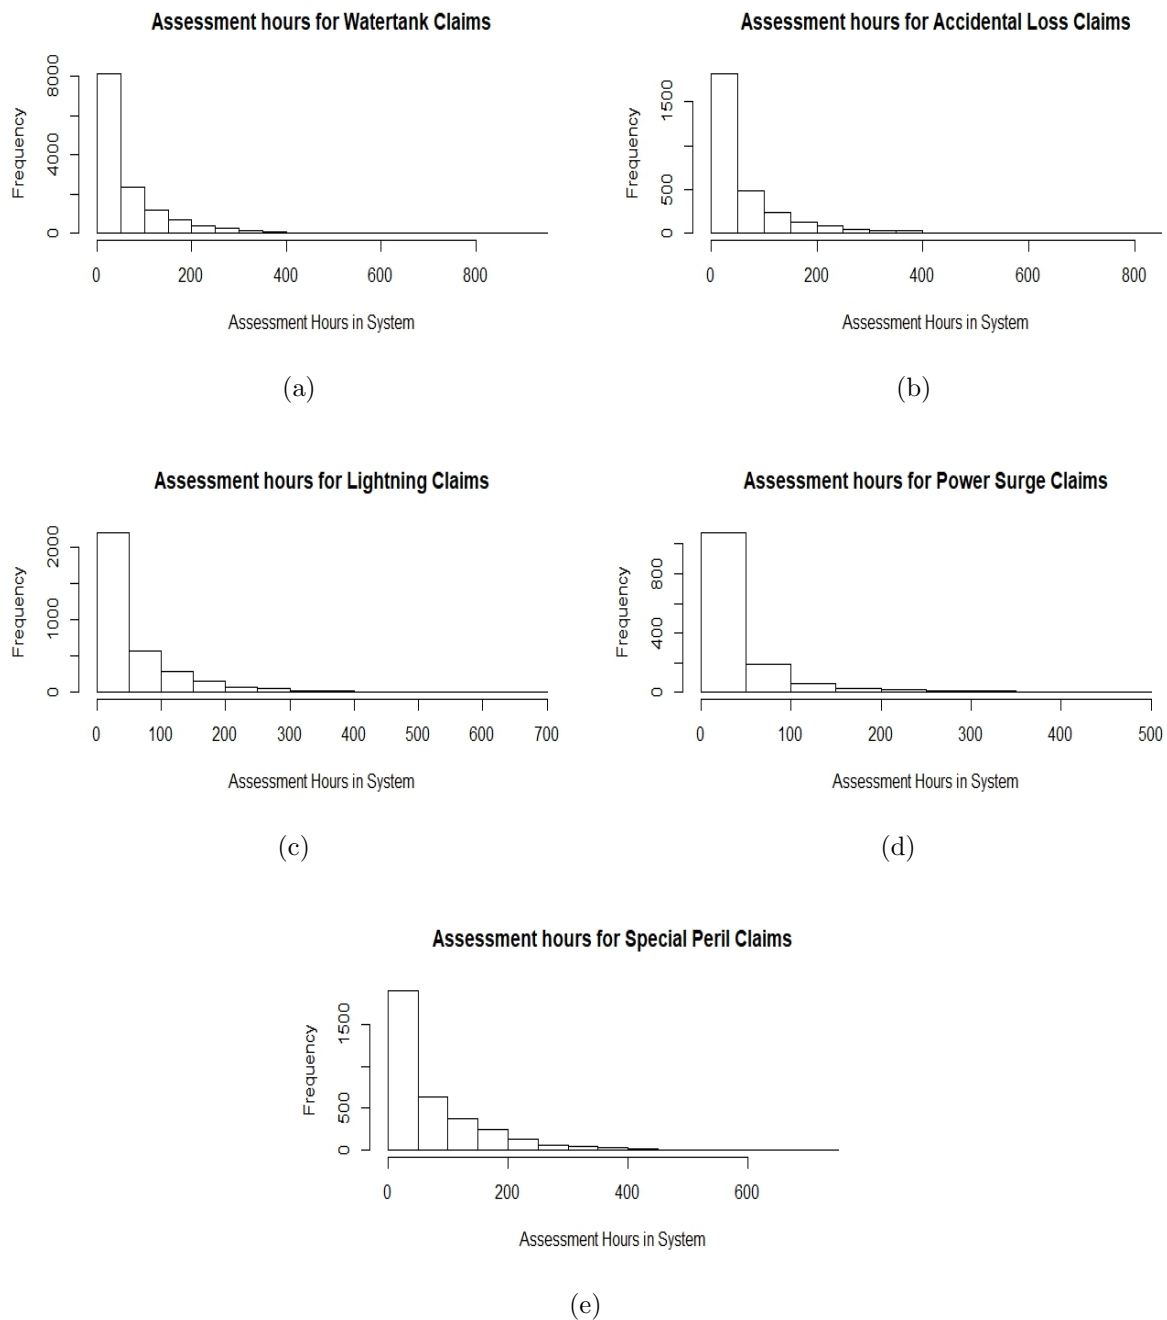 Assessment hours for Watertank Claims
Frequency
0 4000 8000
0 200 400 600 800
Assessment Hours in System
(a)
Assessment hours for Accidental Loss Claims
Frequency
0 500 1500
0 200 400 600 800
Assessment Hours in System
(b)
Assessment hours for Lightning Claims
Frequency
0 1000 2000
0 100 200 300 400 500 600 700
Assessment Hours in System
(c)
Assessment hours for Power Surge Claims
Frequency
0 400 800
0 100 200 300 400 500
Assessment Hours in System
(d)
Assessment hours for Special Peril Claims
Frequency
0 500 1500
0 200 400 600
Assessment Hours in System
(e)